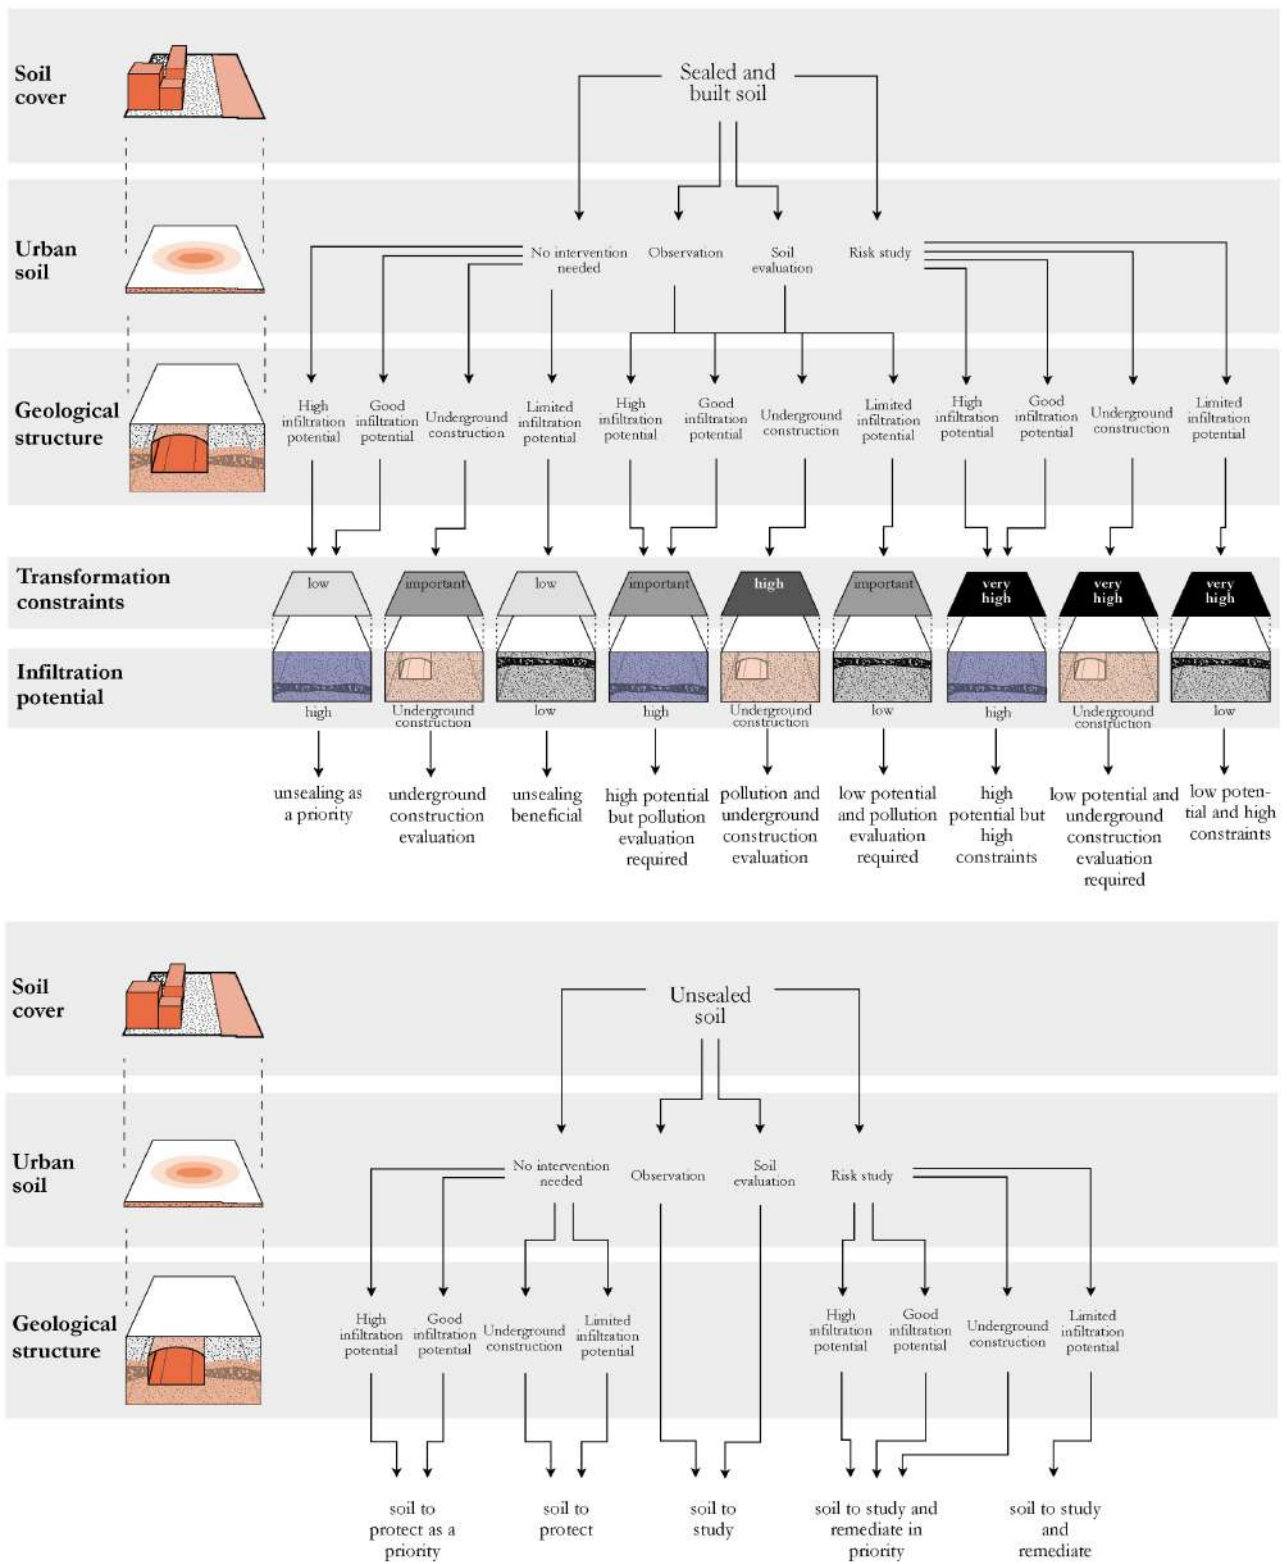 Soil
cover
Sealed and
built soil
Urban
soil
No intervention
needed
Observation
Soil
evaluation
Risk study
Geological
structure
High
infiltration
potential
Good
infiltration
potential
Underground
construction
Limited
infiltration
potential
High
infiltration
potential
Good
infiltration
potential
Underground
construction
Limited
infiltration
potential
High
infiltration
potential
Good
infiltration
potential
Underground
construction
Limited
infiltration
potential
Transformation
constraints
low
important
low
important
high
important
very
high
very
high
very
high
Infiltration
potential
high
Underground
construction
low
high
Underground
construction
low
high
Underground
construction
low
unsealing as
a priority
underground
construction
evaluation
unsealing
beneficial
high potential
but pollution
evaluation
required
pollution and
underground
construction
evaluation
low potential
and pollution
evaluation
required
high
potential but
high
constraints
low potential and
underground
construction
evaluation
required
low poten-
tial and high
constraints
Soil
cover
Unsealed
soil
Urban
soil
No intervention
needed
Observation
Soil
evaluation
Risk study
Geological
structure
High
infiltration
potential
Good
infiltration
potential
Underground
construction
Limited
infiltration
potential
High
infiltration
potential
Good
infiltration
potential
Underground
construction
Limited
infiltration
potential
soil to
protect as a
priority
soil to
protect
soil to
study
soil to study and
remediate in
priority
soil to study
and
remediate